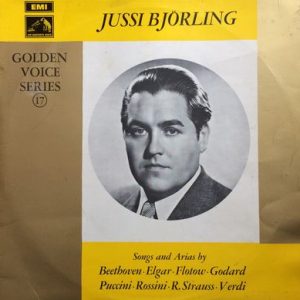 EMI
JUSSI BJÖRLING
GOLDEN
VOICE
SERIES
17
Songs and Arias by
Beethoven · Elgar · Flotow · Godard
Puccini · Rossini · R. Strauss · Verdi